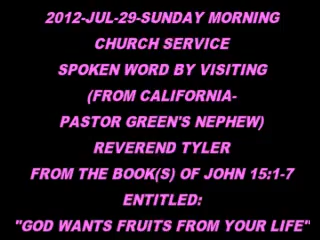 2012-JUL-29-SUNDAY MORNING
CHURCH SERVICE
SPOKEN WORD BY VISITING
(FROM CALIFORNIA-
PASTOR GREEN'S NEPHEW)
REVEREND TYLER
FROM THE BOOK(S) OF JOHN 15:1-7
ENTITLED:
"GOD WANTS FRUITS FROM YOUR LIFE"